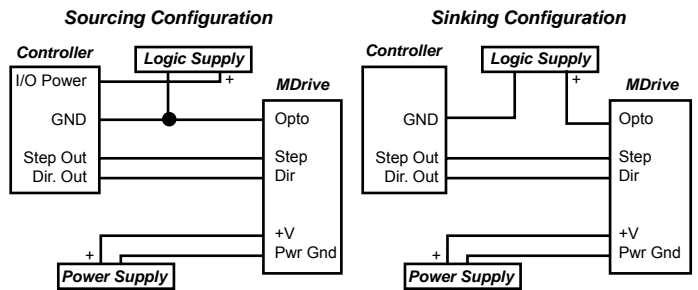 Sourcing Configuration
Controller
Logic Supply
I/O Power
+
MDrive
GND
Opto
Step Out
Step
Dir. Out
Dir
+V
+
Pwr Gnd
Power Supply
Sinking Configuration
Controller
Logic Supply
+
MDrive
GND
Opto
Step Out
Step
Dir. Out
Dir
+V
+
Pwr Gnd
Power Supply